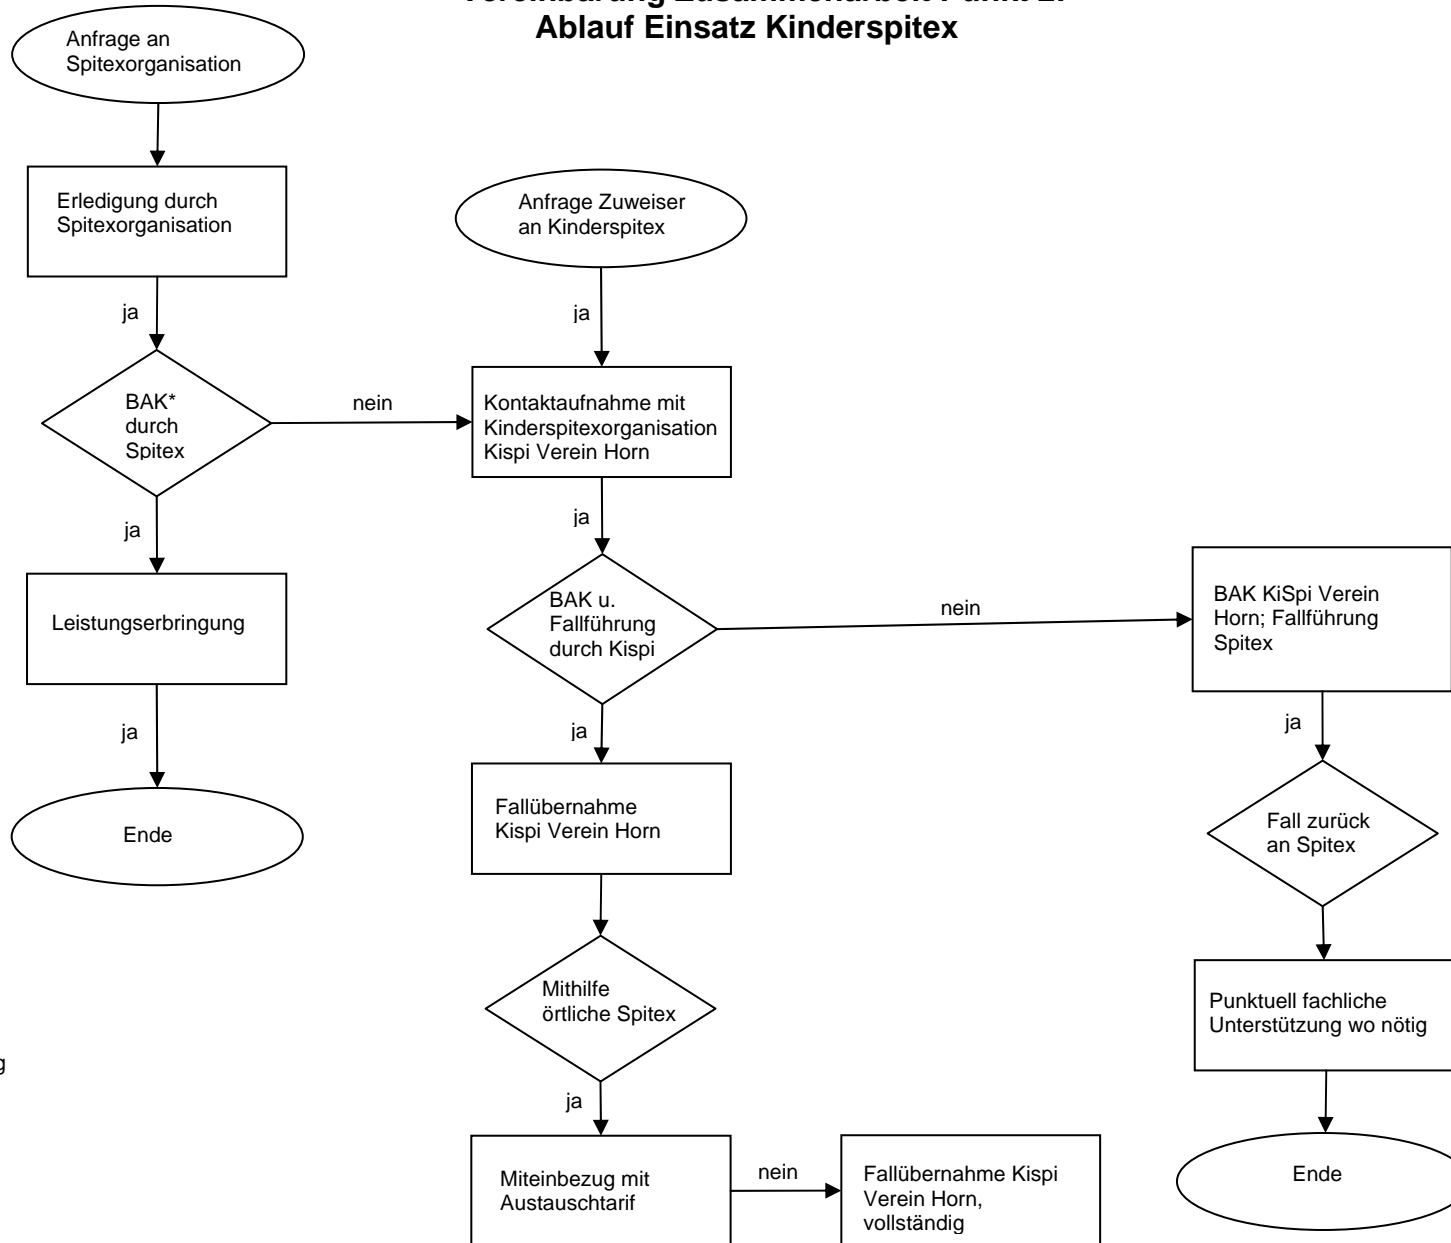 Ablauf Einsatz Kinderspitex
Anfrage an
Spitexorganisation
Erledigung durch
Spitexorganisation
ja
BAK*
durch
Spitex
nein
ja
Leistungserbringung
ja
Ende
Anfrage Zuweiser
an Kinderspitex
ja
Kontaktaufnahme mit
Kinderspitexorganisation
Kispi Verein Horn
ja
BAK u.
Fallführung
durch Kispi
nein
ja
Fallübernahme
Kispi Verein Horn
Mithilfe
örtliche Spitex
ja
Miteinbezug mit
Austauschtarif
nein
Fallübernahme Kispi
Verein Horn,
vollständig
BAK KiSpi Verein
Horn; Fallführung
Spitex
ja
Fall zurück
an Spitex
Punktuell fachliche
Unterstützung wo nötig
Ende
g